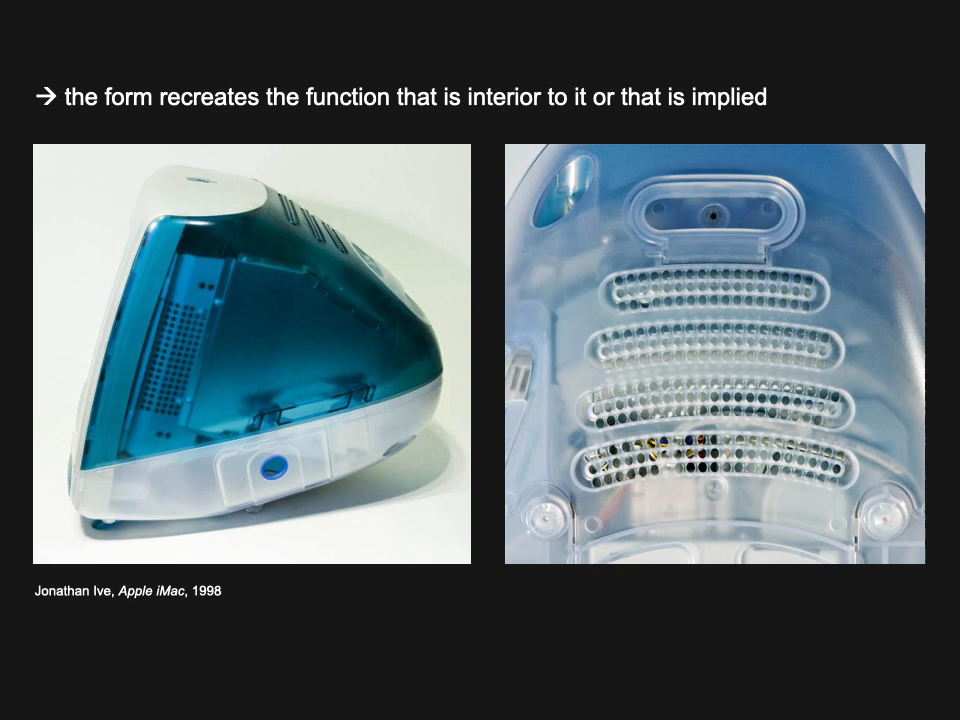 → the form recreates the function that is interior to it or that is implied
Jonathan Ive, Apple iMac, 1998